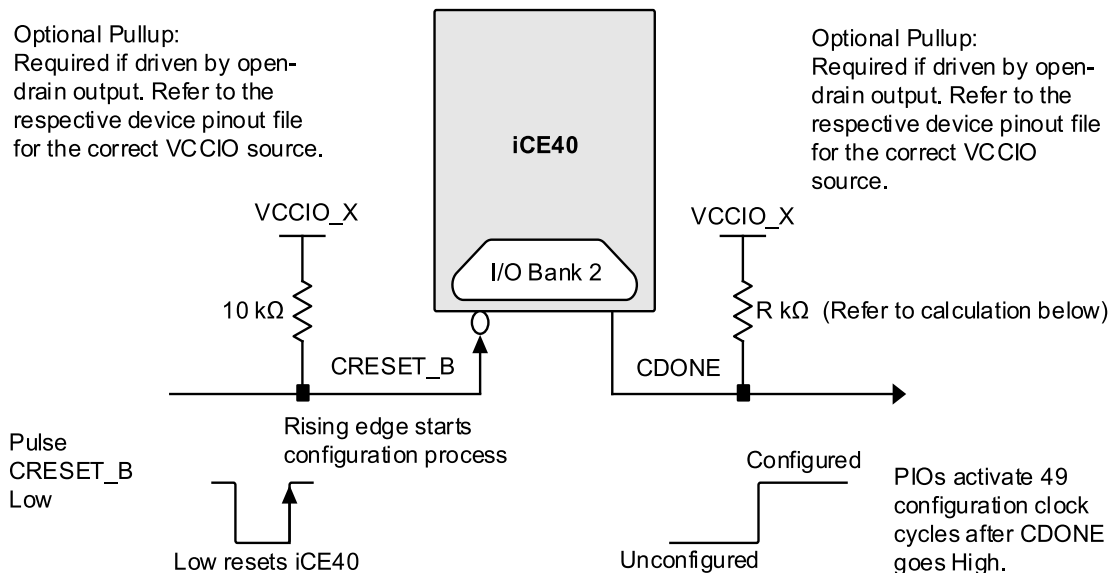 Optional Pullup:
Required if driven by open-
drain output. Refer to the
respective device pinout file
for the correct VCCIO source.
iCE40
Optional Pullup:
Required if driven by open-
drain output. Refer to the
respective device pinout file
for the correct VCCIO
source.
VCCIO_X
VCCIO_X
I/O Bank 2
10 kΩ
R kΩ (Refer to calculation below)
CRESET_B
CDONE
Pulse
CRESET_B
Low
Rising edge starts
configuration process
Low resets iCE40
Configured
Unconfigured
PIOs activate 49
configuration clock
cycles after CDONE
goes High.